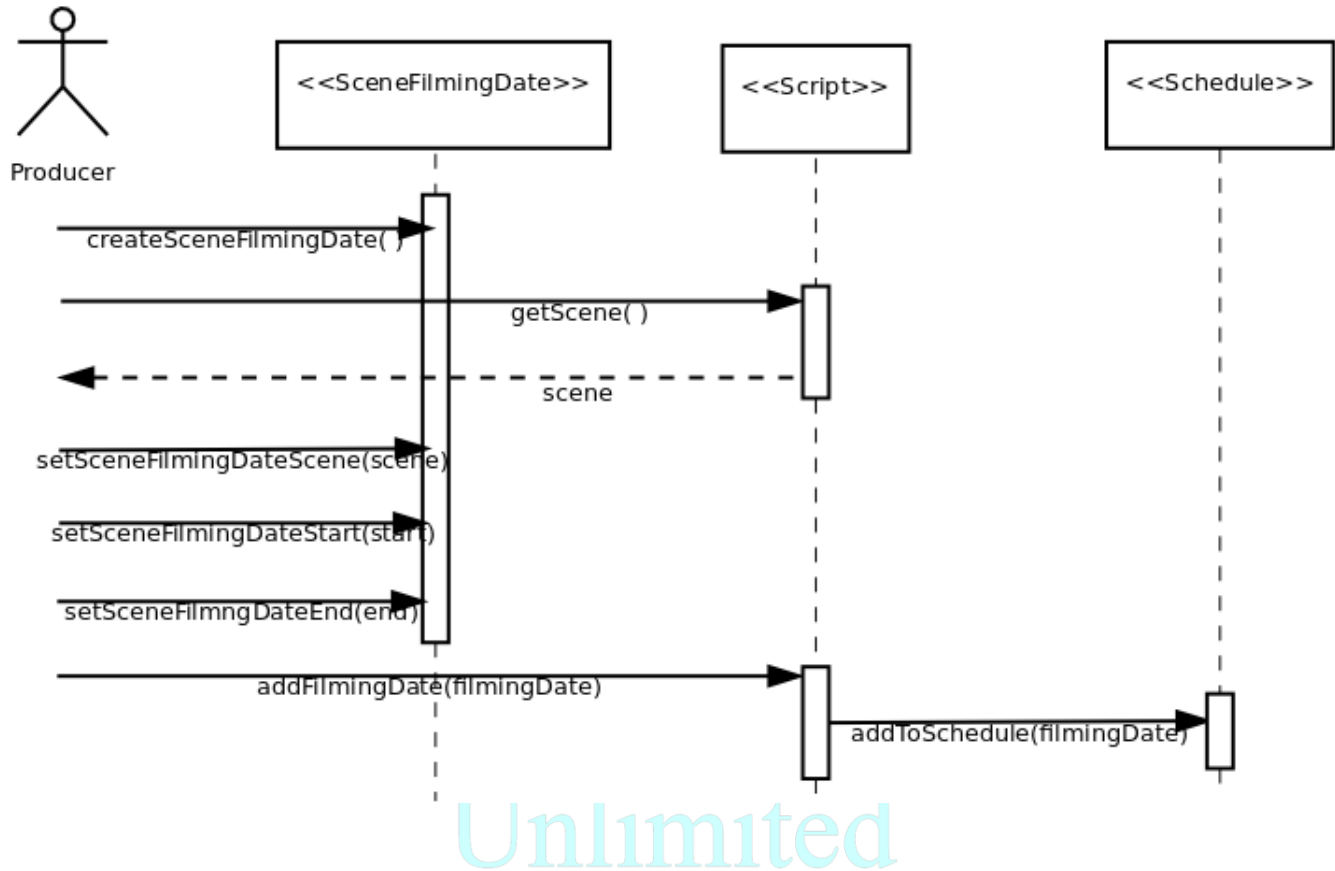 <<SceneFilmingDate>>
<<Script>>
<<Schedule>>
Producer
createSceneFilmingDate( )
getScene( )
scene
setSceneFilmingDateScene(scene)
setSceneFilmingDateStart(start)
setSceneFilmngDateEnd(end)
addFilmingDate(filmingDate)
addToSchedule(filmingDate)
Unlimited